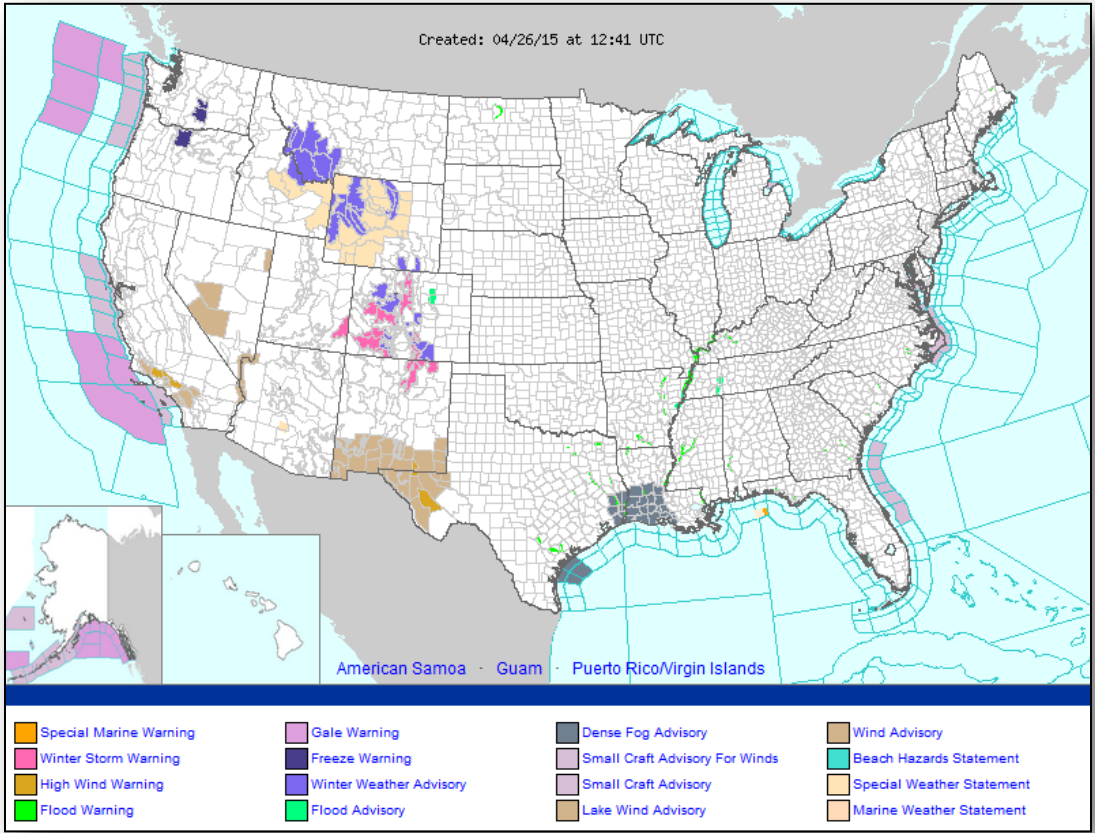 Created: 04/26/15 at 12:41 UTC
American Samoa - Guam - Puerto Rico/Virgin Islands
Special Marine Warning
Gale Warning
Dense Fog Advisory
Wind Advisory
Winter Storm Warning
Freeze Warning
Small Craft Advisory For Winds
Beach Hazards Statement
High Wind Warning
Winter Weather Advisory
Small Craft Advisory
Special Weather Statement
Flood Warning
Flood Advisory
Lake Wind Advisory
Marine Weather Statement